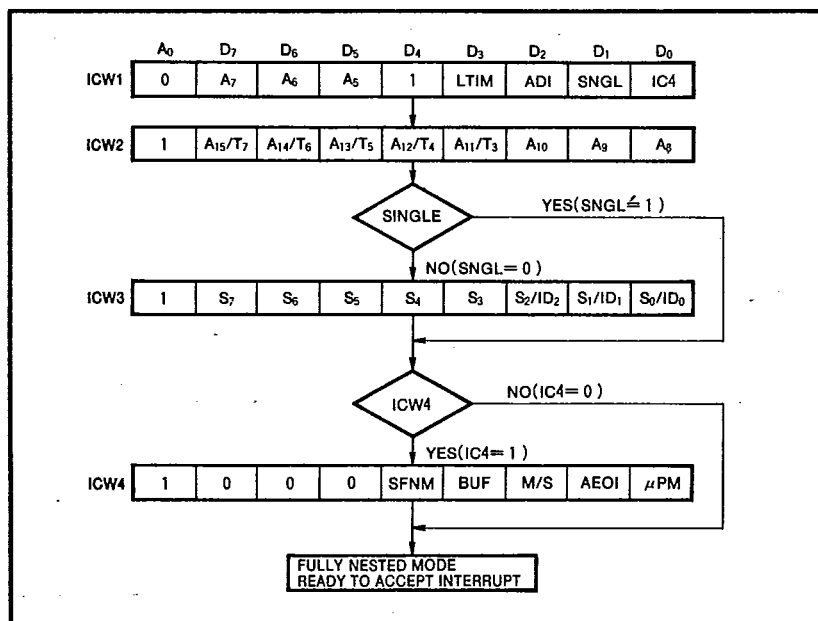 A₀ D₇ D₆ D₅ D₄ D₃ D₂ D₁ D₀
ICW1 0 A₇ A₆ A₅ 1 LTIM ADI SNGL IC4
ICW2 1 A₁₅/T₇ A₁₄/T₆ A₁₃/T₅ A₁₂/T₄ A₁₁/T₃ A₁₀ A₉ A₈
SINGLE
YES(SNGL=1)
NO(SNGL=0)
ICW3 1 S₇ S₆ S₅ S₄ S₃ S₂/ID₂ S₁/ID₁ S₀/ID₀
ICW4
NO(IC4=0)
YES(IC4=1)
ICW4 1 0 0 0 SFNM BUF M/S AEOI μPM
FULLY NESTED MODE
READY TO ACCEPT INTERRUPT